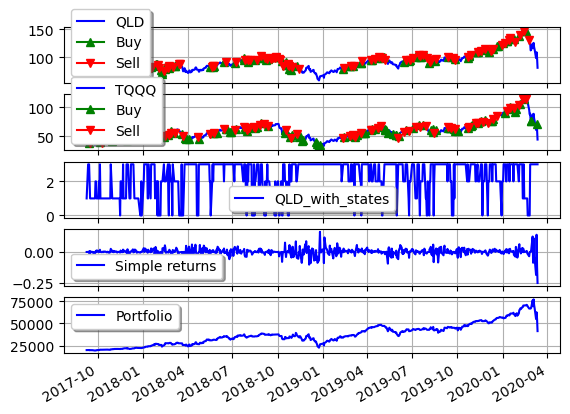 150
100
QLD
Buy
Sell
100
50
TQQQ
Buy
Sell
2
0
QLD_with_states
0.00
−0.25
Simple returns
75000
50000
25000
Portfolio
2017-10 2018-01 2018-04 2018-07 2018-10 2019-01 2019-04 2019-07 2019-10 2020-01 2020-04